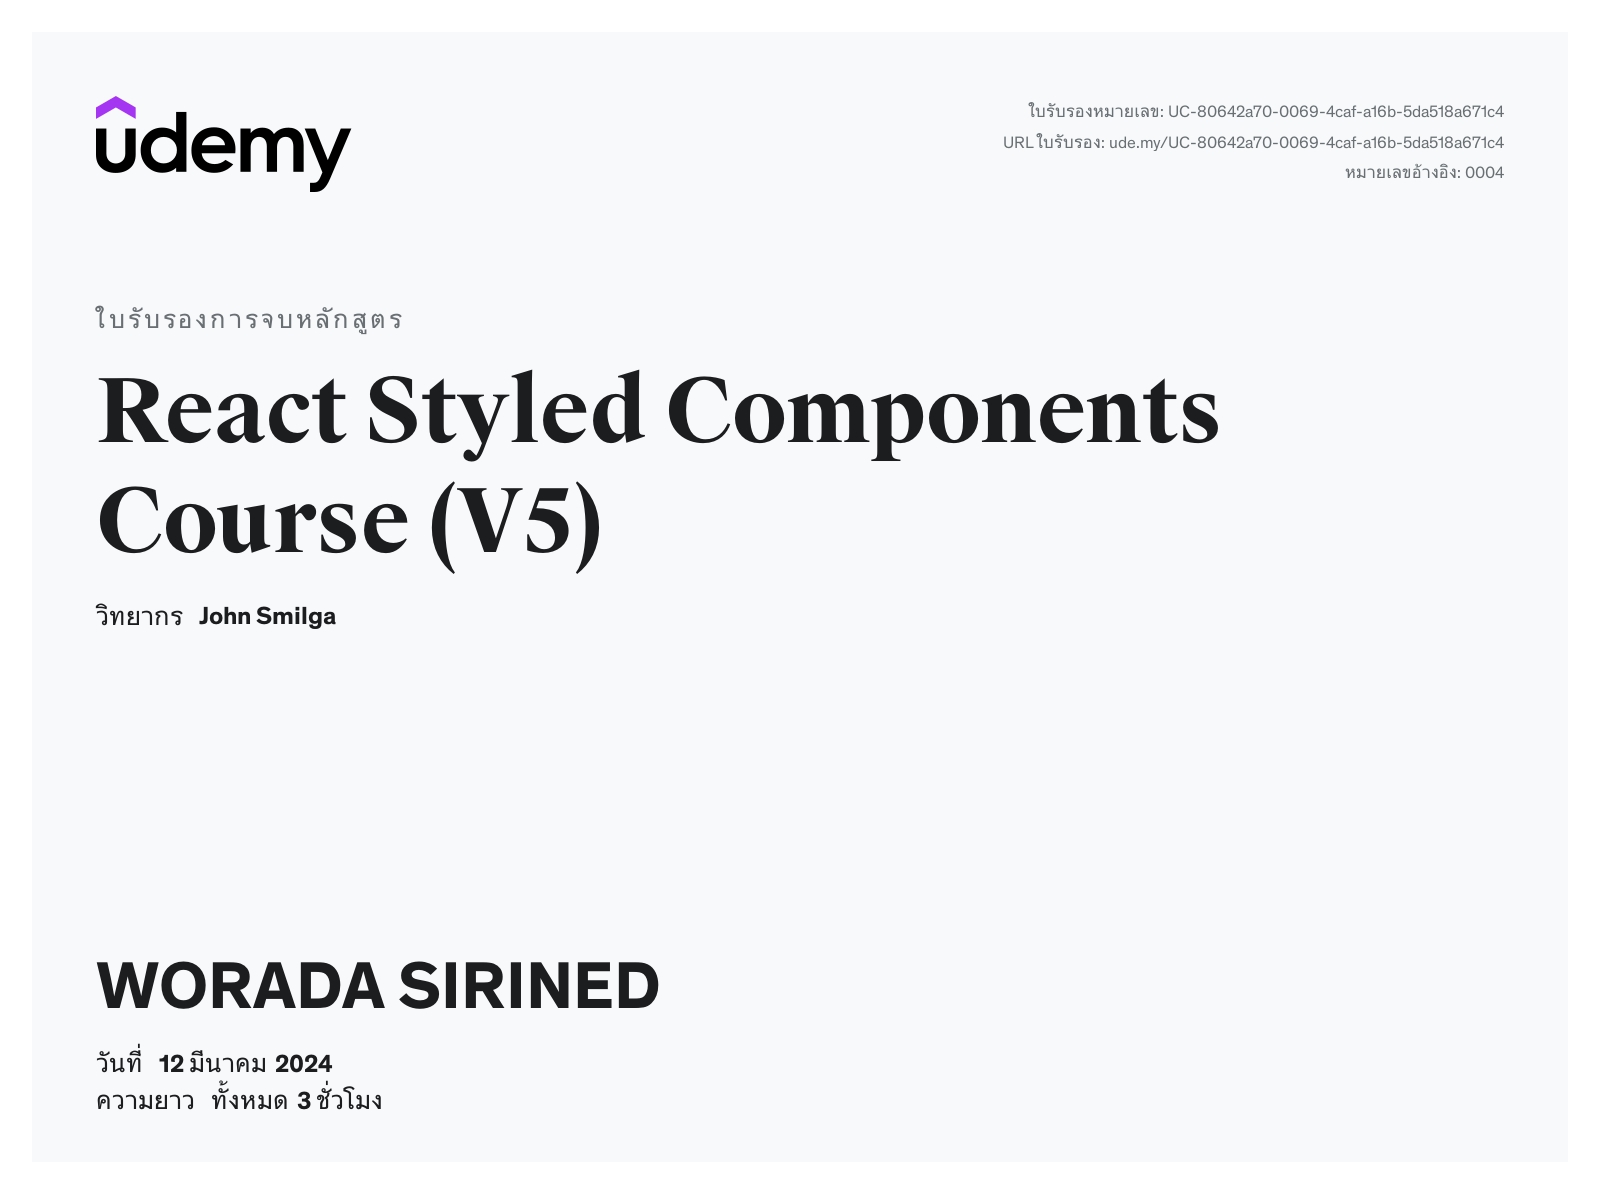 udemy
ใบรับรองหมายเลข: UC-80642a70-0069-4caf-a16b-5da518a671c4
URL ใบรับรอง: ude.my/UC-80642a70-0069-4caf-a16b-5da518a671c4
หมายเลขอ้างอิง: 0004
ใบรับรองการจบหลักสูตร
React Styled Components
Course (V5)
วิทยากร John Smilga
WORADA SIRINED
วันที่ 12 มีนาคม 2024
ความยาว ทั้งหมด 3 ชั่วโมง